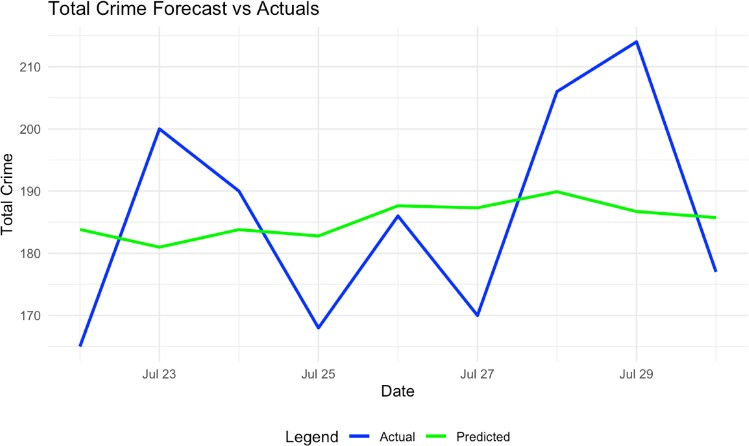 Total Crime Forecast vs Actuals
Total Crime
210
200
190
180
170
Jul 23 Jul 25 Jul 27 Jul 29
Date
Legend Actual Predicted